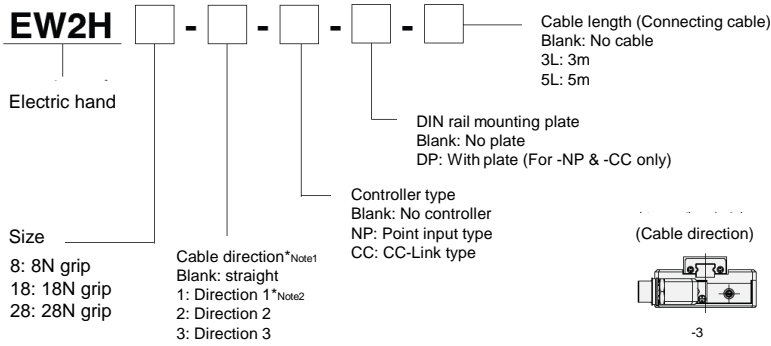 EW2H - - - -
Electric hand
Size
8: 8N grip
18: 18N grip
28: 28N grip
Cable direction*Note1
Blank: straight
1: Direction 1*Note2
2: Direction 2
3: Direction 3
Controller type
Blank: No controller
NP: Point input type
CC: CC-Link type
DIN rail mounting plate
Blank: No plate
DP: With plate (For -NP & -CC only)
Cable length (Connecting cable)
Blank: No cable
3L: 3m
5L: 5m
(Cable direction)
-3